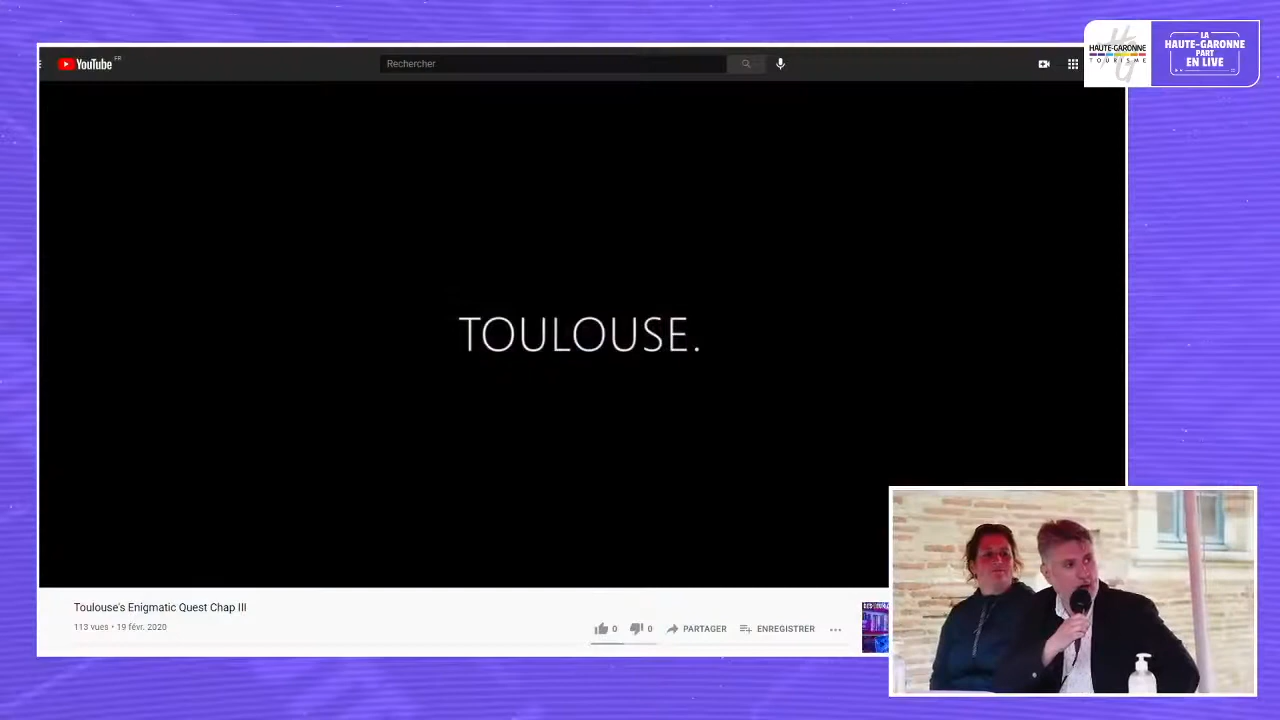 YouTube FR
Rechercher
HAUTE-GARONNE
TOURISME
LA
HAUTE-GARONNE
PART
EN LIVE
TOULOUSE.
Toulouse's Enigmatic Quest Chap III
113 vues • 19 févr. 2020
0
0
PARTAGER
ENREGISTRER